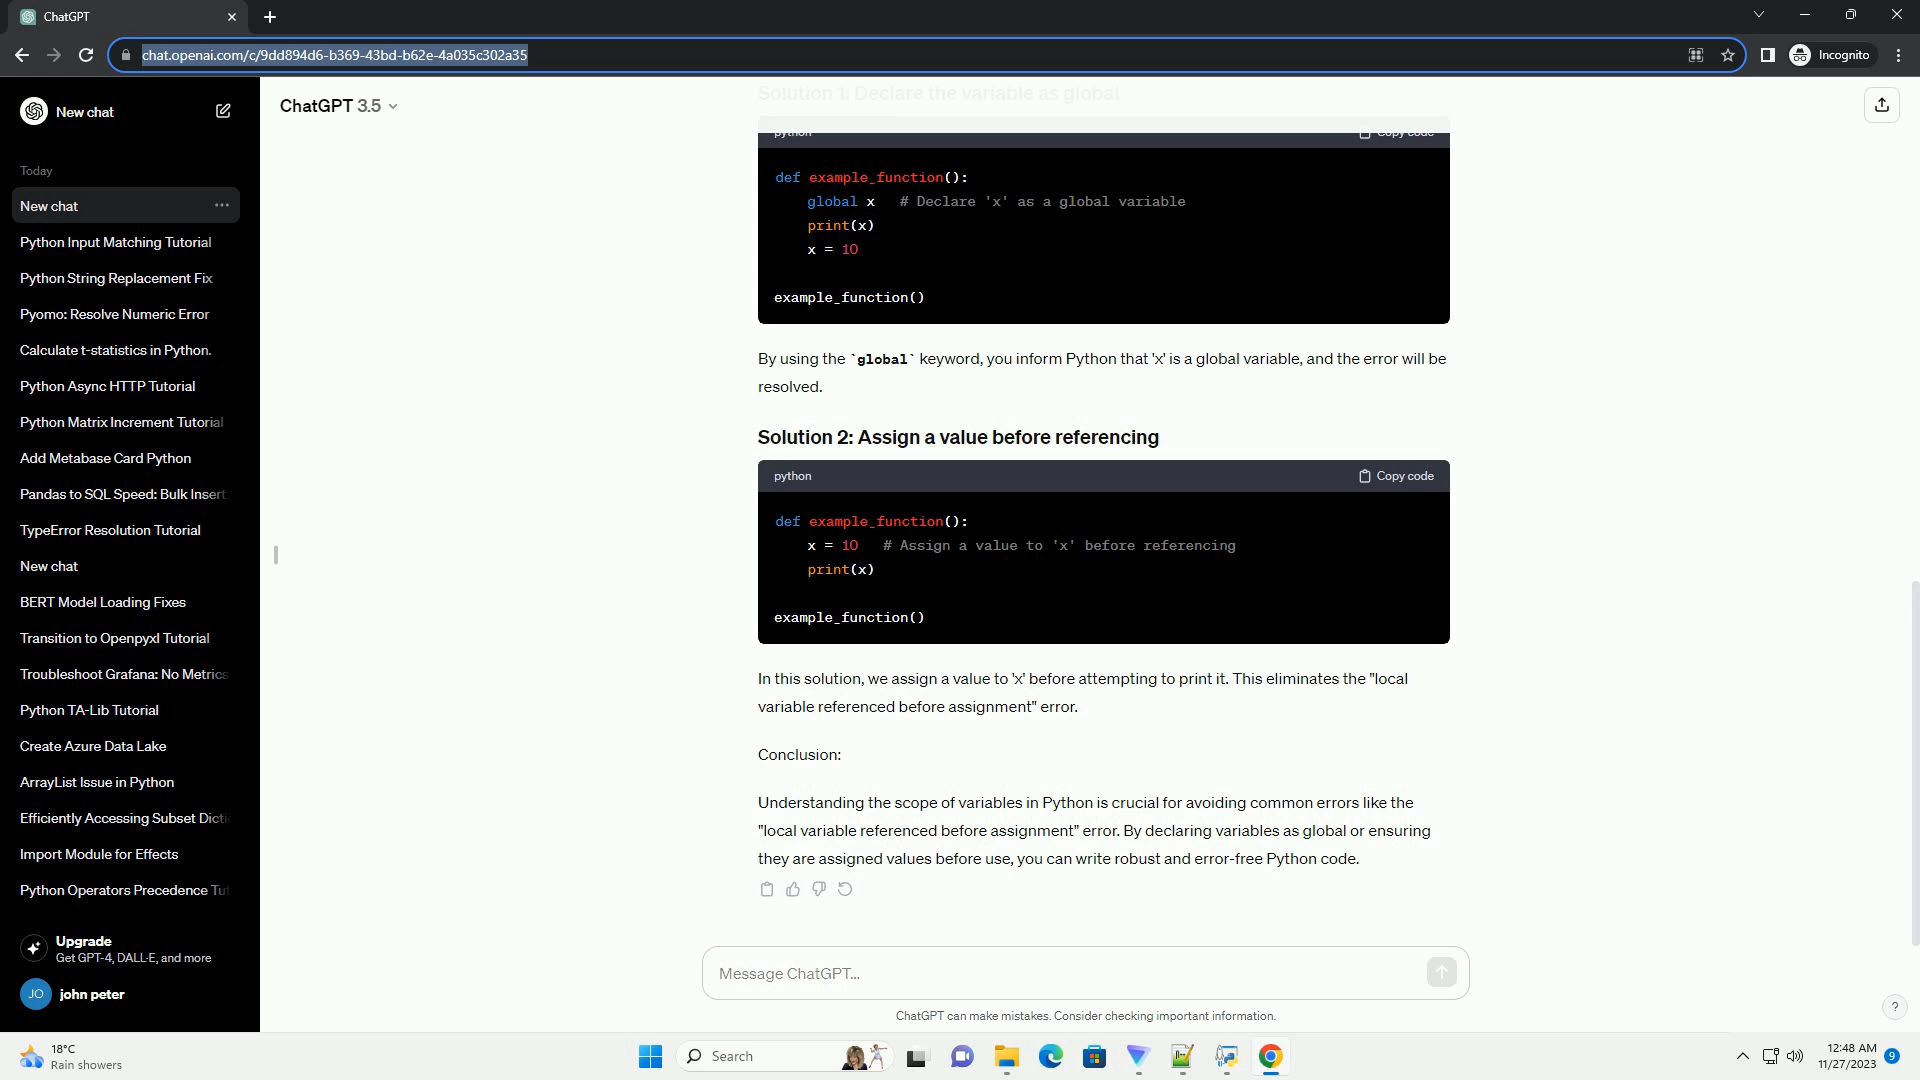 ChatGPT
chat.openai.com/c/9dd894d6-b369-43bd-b62e-4a035c302a35
Incognito
New chat
Today
New chat
Python Input Matching Tutorial
Python String Replacement Fix
Pyomo: Resolve Numeric Error
Calculate t-statistics in Python.
Python Async HTTP Tutorial
Python Matrix Increment Tutorial
Add Metabase Card Python
Pandas to SQL Speed: Bulk Insert
TypeError Resolution Tutorial
New chat
BERT Model Loading Fixes
Transition to Openpyxl Tutorial
Troubleshoot Grafana: No Metrics
Python TA-Lib Tutorial
Create Azure Data Lake
ArrayList Issue in Python
Efficiently Accessing Subset Dicti
Import Module for Effects
Python Operators Precedence Tut
Upgrade
Get GPT-4, DALL·E, and more
JO
john peter
ChatGPT 3.5
Solution 1: Declare the variable as global
python
Copy code
def example_function():
global x # Declare 'x' as a global variable
print(x)
x = 10
example_function()
By using the `global` keyword, you inform Python that 'x' is a global variable, and the error will be
resolved.
Solution 2: Assign a value before referencing
python
Copy code
def example_function():
x = 10 # Assign a value to 'x' before referencing
print(x)
example_function()
In this solution, we assign a value to 'x' before attempting to print it. This eliminates the "local
variable referenced before assignment" error.
Conclusion:
Understanding the scope of variables in Python is crucial for avoiding common errors like the
"local variable referenced before assignment" error. By declaring variables as global or ensuring
they are assigned values before use, you can write robust and error-free Python code.
Message ChatGPT...
ChatGPT can make mistakes. Consider checking important information.
?
18°C
Rain showers
Search
12:48 AM
11/27/2023
9